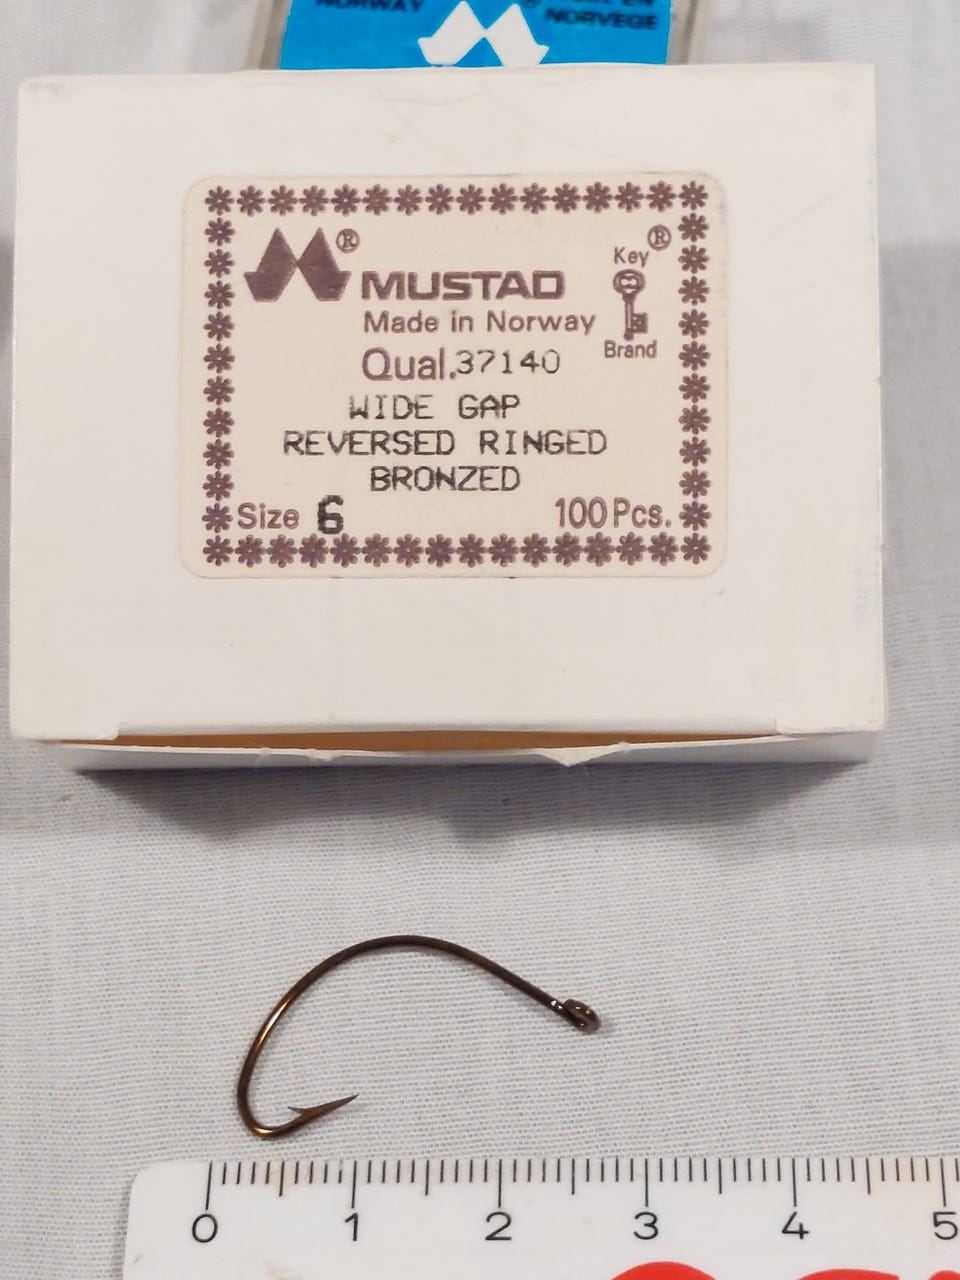 NORWAY
®
NORVEGE
®
MUSTAD
Made in Norway
Key ®
Brand
Qual. 37140
WIDE GAP
REVERSED RINGED
BRONZED
Size 6
100 Pcs.
0 1 2 3 4 5